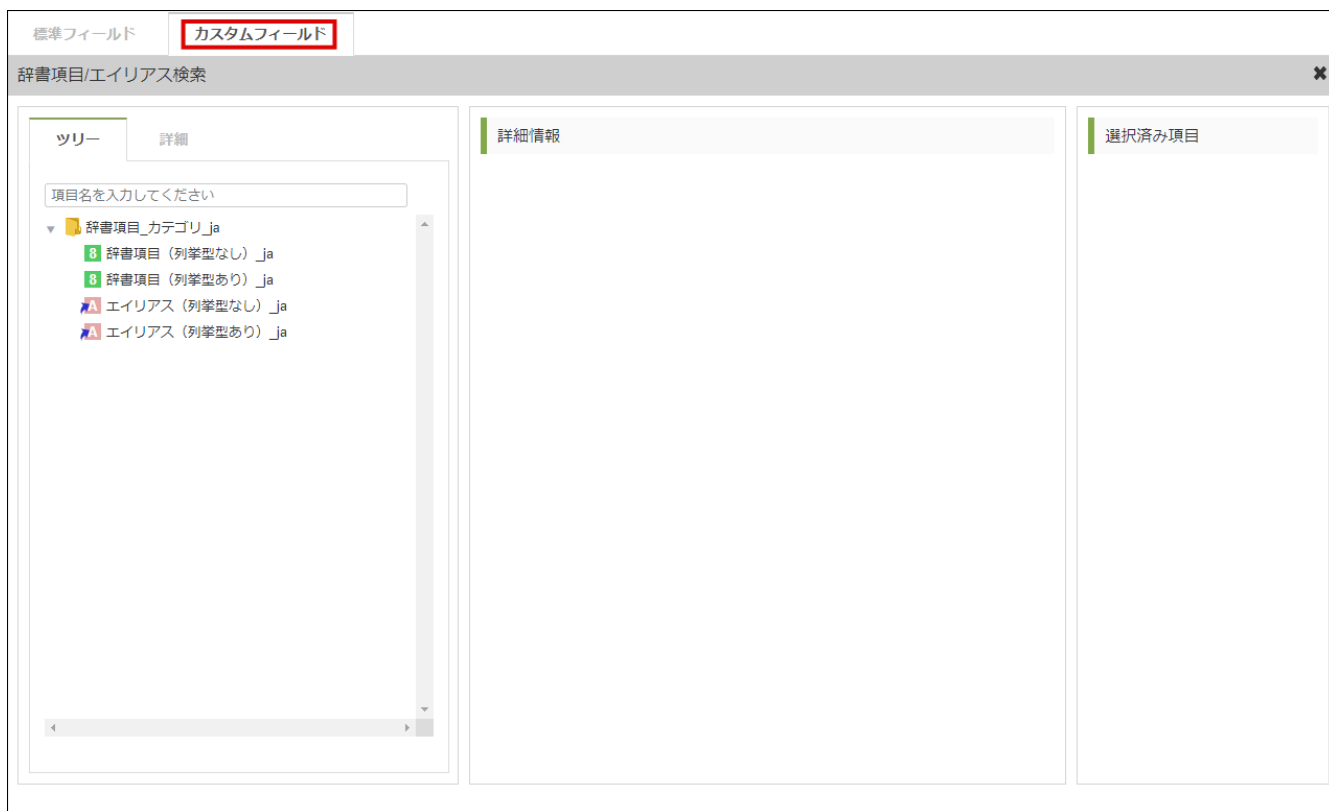 標準フィールド
カスタムフィールド
辞書項目/エイリアス検索
ツリー
詳細
項目名を入力してください
辞書項目_カテゴリ_ja
8 辞書項目（列挙型なし）_ja
8 辞書項目（列挙型あり）_ja
A エイリアス（列挙型なし）_ja
A エイリアス（列挙型あり）_ja
詳細情報
選択済み項目